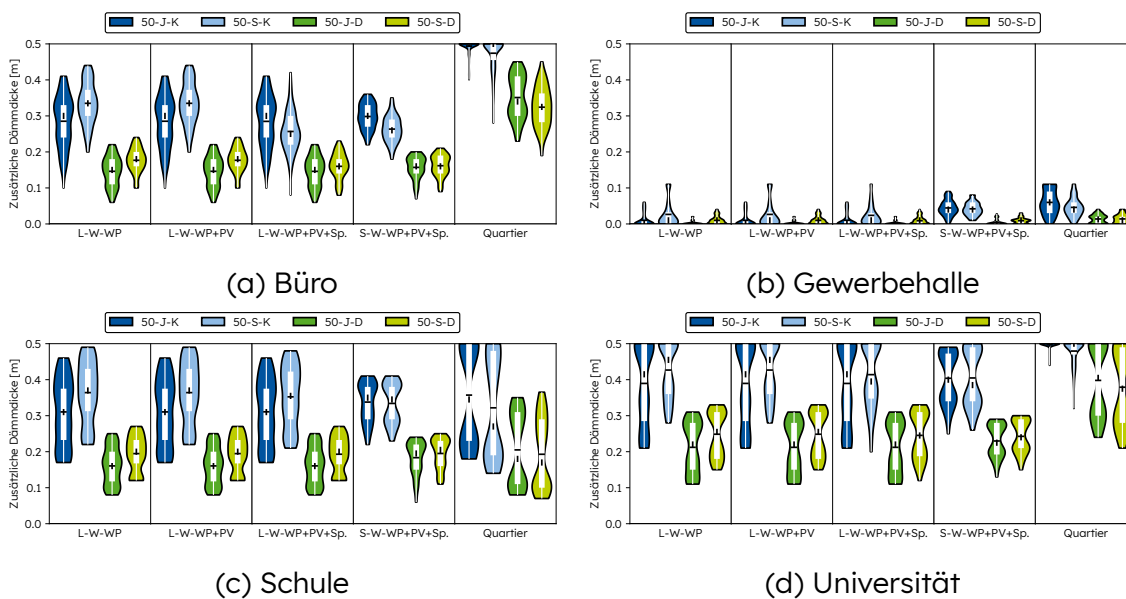 50-J-K 50-S-K 50-J-D 50-S-D
50-J-K 50-S-K 50-J-D 50-S-D
Zusätzliche Dämmdicke [m]
0.5
0.4
0.3
0.2
0.1
0.0
L-W-WP L-W-WP+PV L-W-WP+PV+Sp. S-W-WP+PV+Sp. Quartier
(a) Büro
Zusätzliche Dämmdicke [m]
0.5
0.4
0.3
0.2
0.1
0.0
L-W-WP L-W-WP+PV L-W-WP+PV+Sp. S-W-WP+PV+Sp. Quartier
(b) Gewerbehalle
50-J-K 50-S-K 50-J-D 50-S-D
50-J-K 50-S-K 50-J-D 50-S-D
Zusätzliche Dämmdicke [m]
0.5
0.4
0.3
0.2
0.1
0.0
L-W-WP L-W-WP+PV L-W-WP+PV+Sp. S-W-WP+PV+Sp. Quartier
(c) Schule
Zusätzliche Dämmdicke [m]
0.5
0.4
0.3
0.2
0.1
0.0
L-W-WP L-W-WP+PV L-W-WP+PV+Sp. S-W-WP+PV+Sp. Quartier
(d) Universität